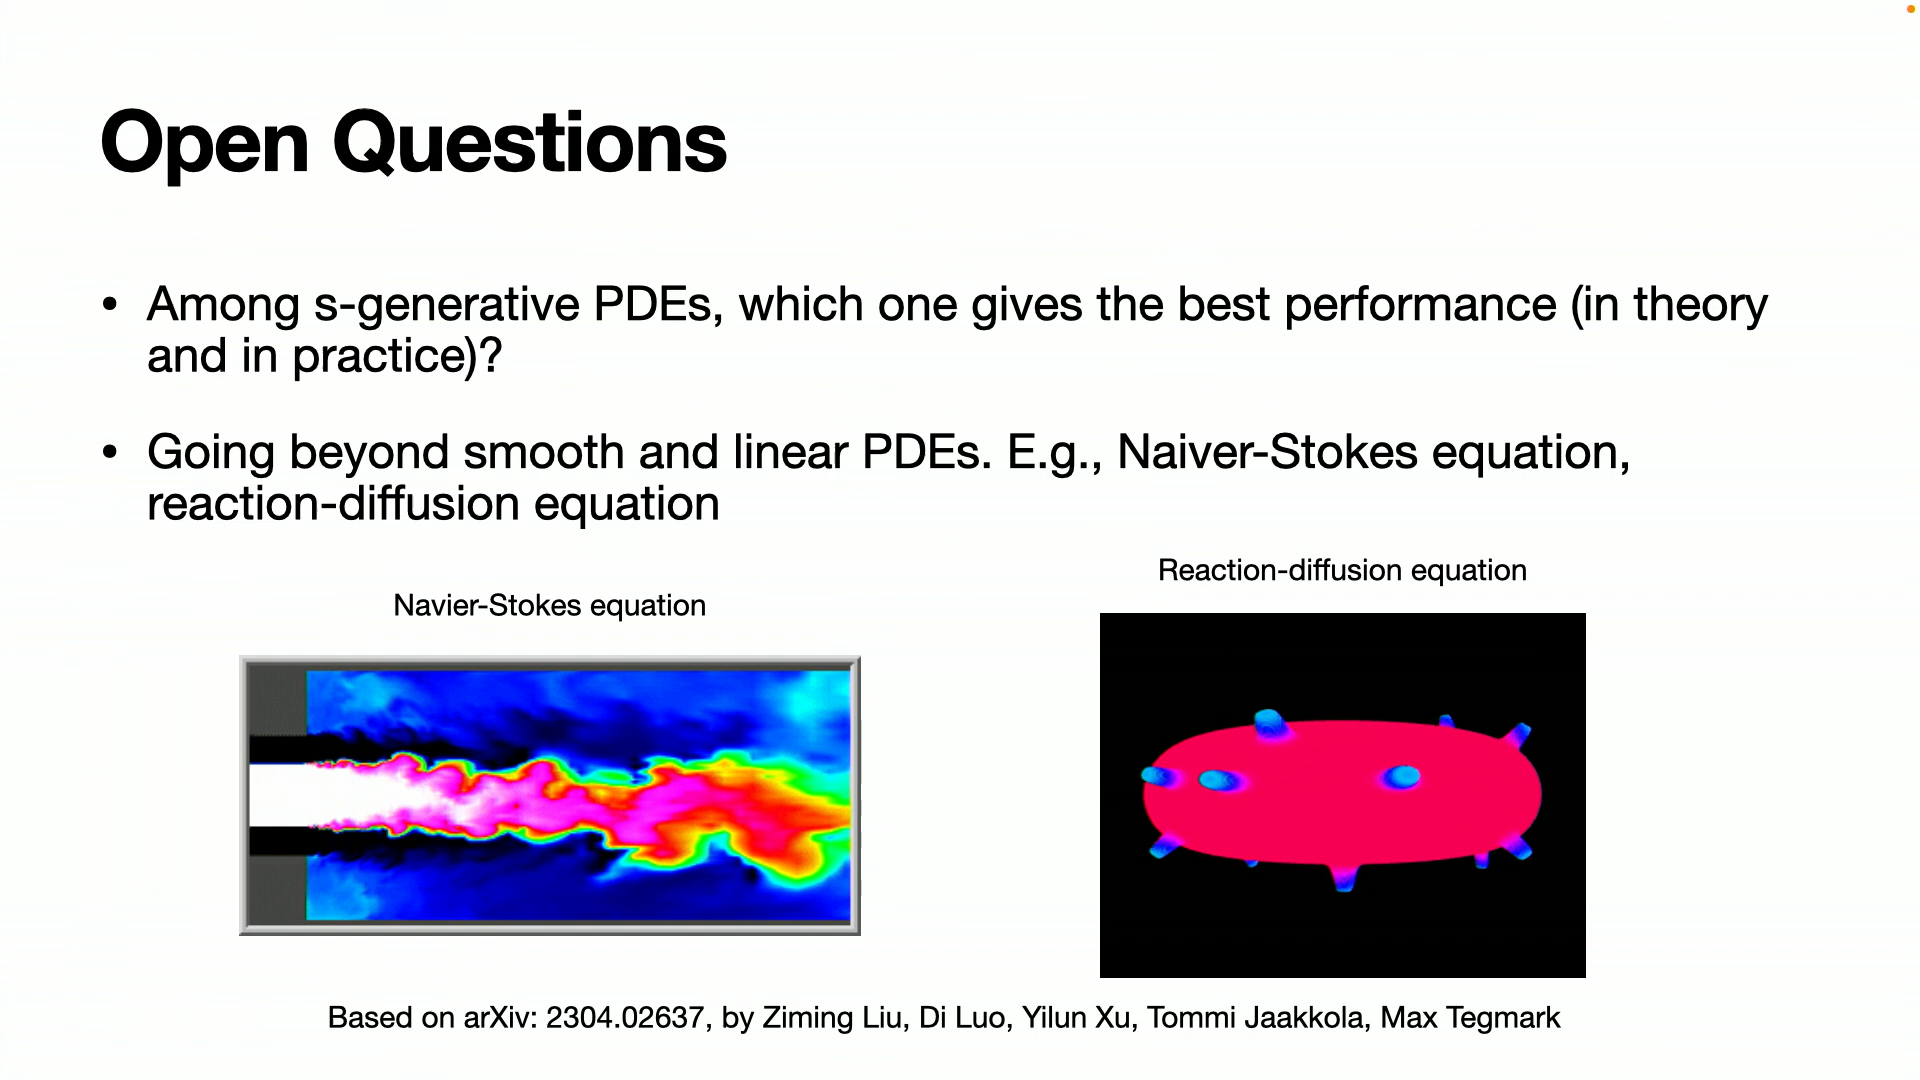 Open Questions
• Among s-generative PDEs, which one gives the best performance (in theory
and in practice)?
• Going beyond smooth and linear PDEs. E.g., Naiver-Stokes equation,
reaction-diffusion equation
Reaction-diffusion equation
Navier-Stokes equation
Based on arXiv: 2304.02637, by Ziming Liu, Di Luo, Yilun Xu, Tommi Jaakkola, Max Tegmark